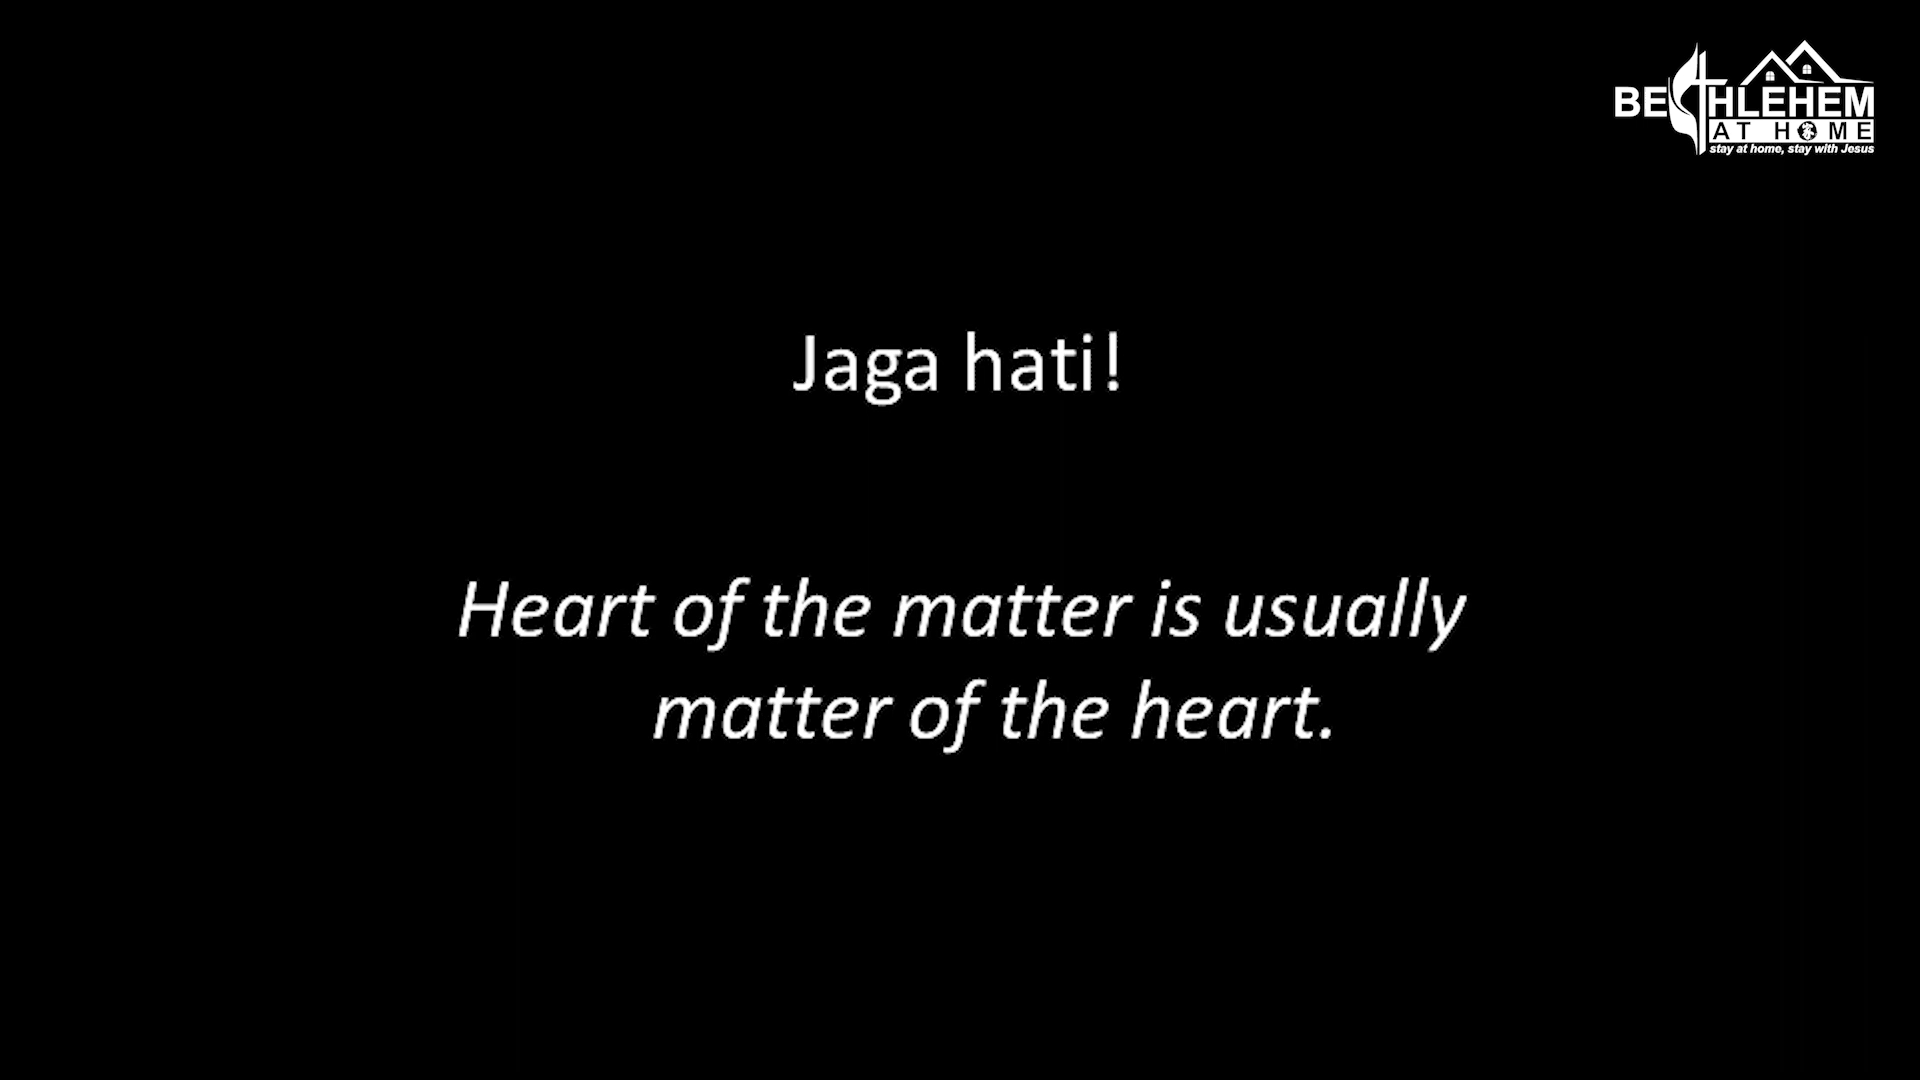 BETHLEHEM
AT HOME
stay at home, stay with Jesus
Jaga hati!
Heart of the matter is usually
matter of the heart.